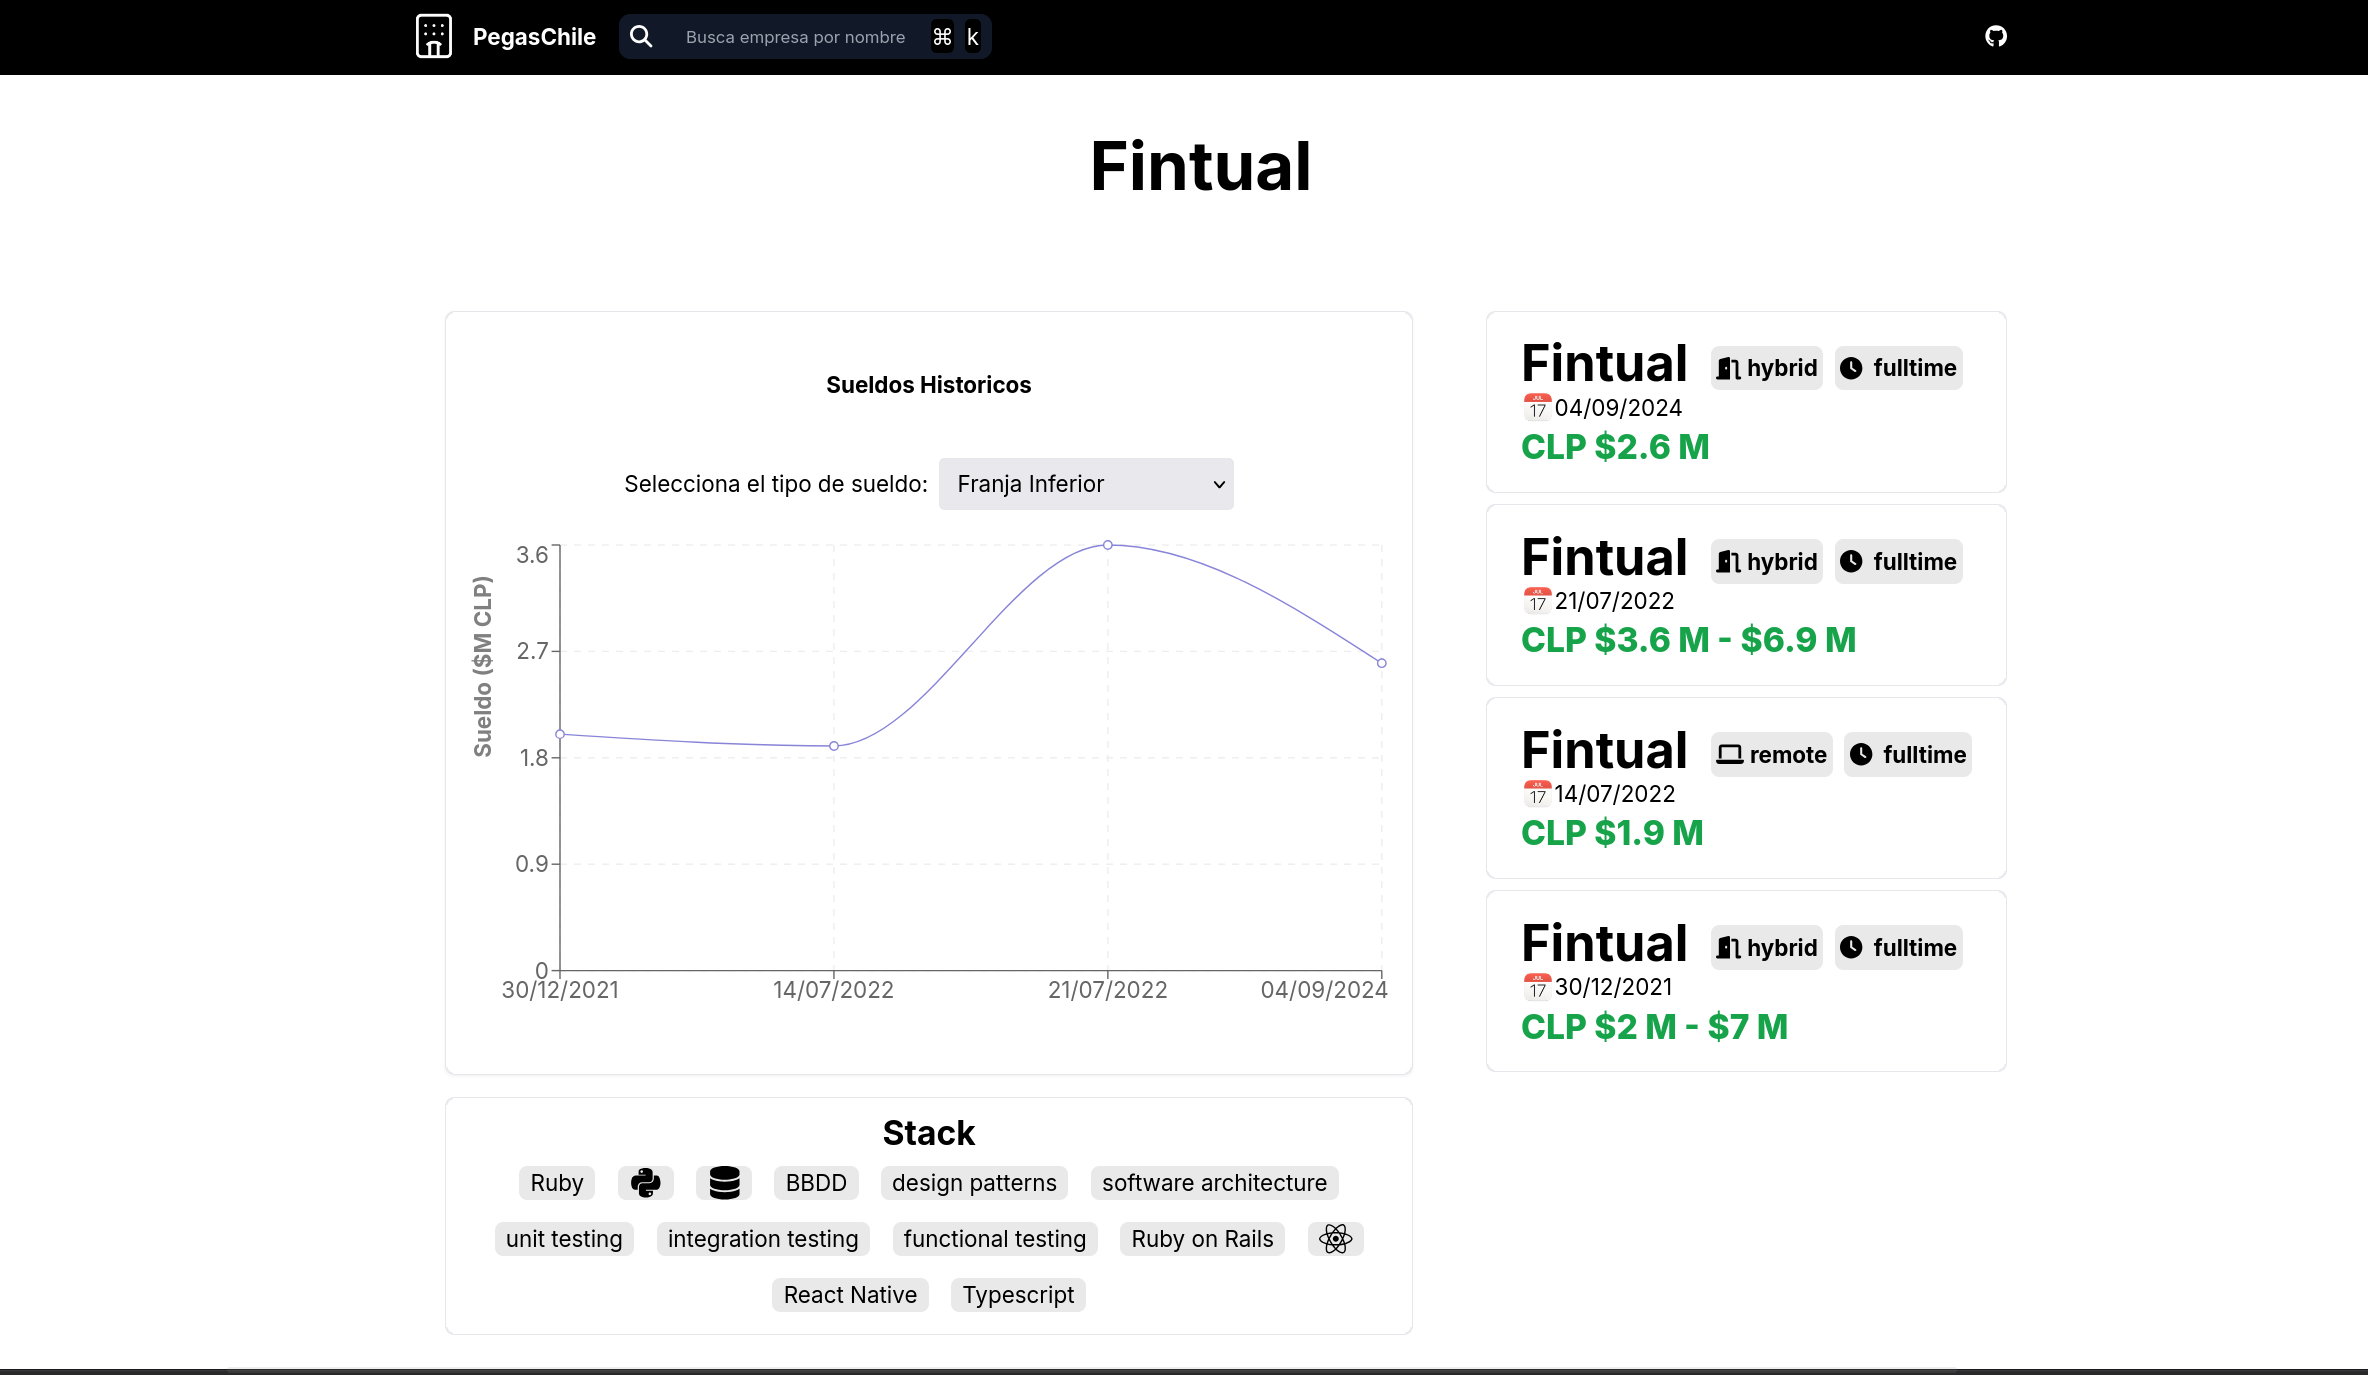 PegasChile
Busca empresa por nombre ⌘ k
Fintual
Sueldos Historicos
Selecciona el tipo de sueldo: Franja Inferior
Sueldo ($M CLP)
3.6
2.7
1.8
0.9
0
30/12/2021 14/07/2022 21/07/2022 04/09/2024
Fintual hybrid fulltime
📅04/09/2024
CLP $2.6 M
Fintual hybrid fulltime
📅21/07/2022
CLP $3.6 M - $6.9 M
Fintual remote fulltime
📅14/07/2022
CLP $1.9 M
Fintual hybrid fulltime
📅30/12/2021
CLP $2 M - $7 M
Stack
Ruby BBDD design patterns software architecture
unit testing integration testing functional testing Ruby on Rails
React Native Typescript